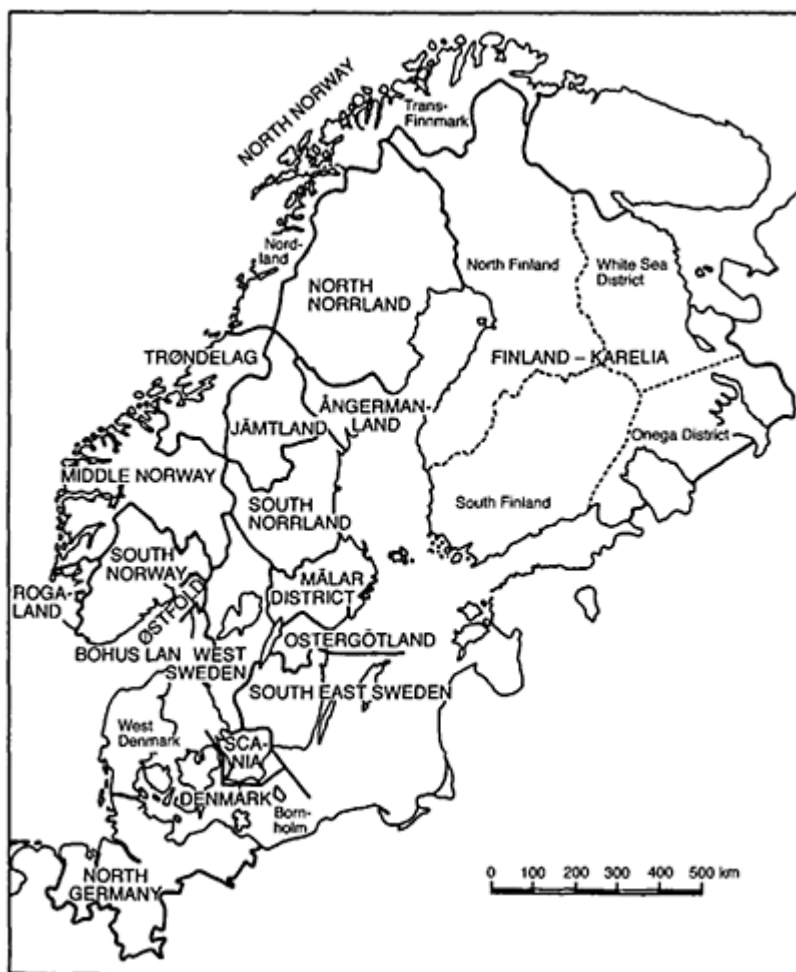 NORTH NORWAY
Trans-
Finnmark
Nord-
land
North Finland
White Sea
District
NORTH
NORRLAND
TRØNDELAG
FINLAND – KARELIA
ÅNGERMAN-
LAND
JÄMTLAND
Onega District
MIDDLE NORWAY
SOUTH
NORRLAND
South Finland
SOUTH
NORWAY
MÄLAR
DISTRICT
ROGA-
LAND
ØSTFOLD
OSTERGÖTLAND
BOHUS LAN
WEST
SWEDEN
SOUTH EAST SWEDEN
West
Denmark
SCA-
NIA
DENMARK
Born-
holm
NORTH
GERMANY
0 100 200 300 400 500 km